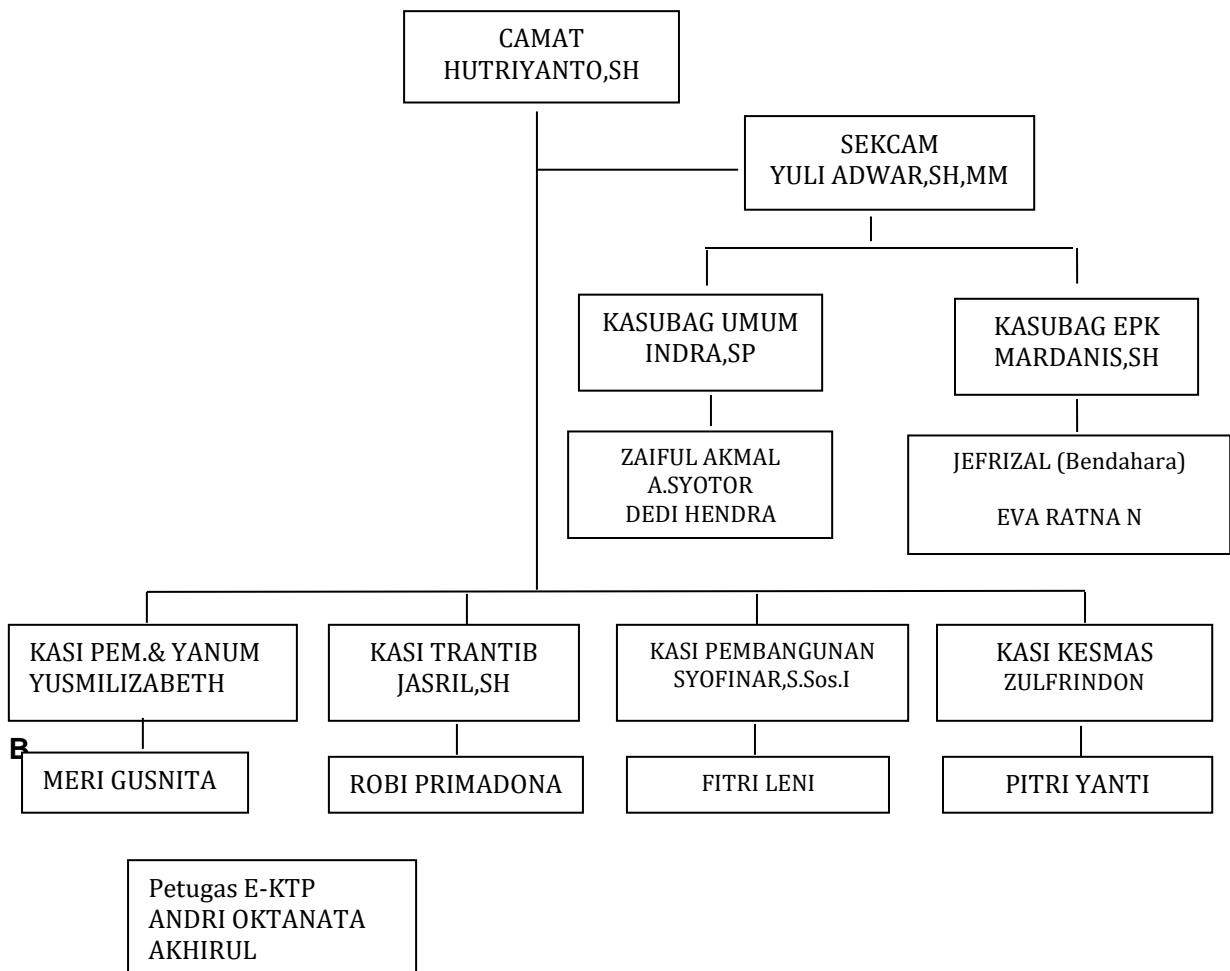 CAMAT
HUTRIYANTO,SH
SEKCAM
YULI ADWAR,SH,MM
KASUBAG UMUM
INDRA,SP
KASUBAG EPK
MARDANIS,SH
ZAIFUL AKMAL
A.SYOTOR
DEDI HENDRA
JEFRIZAL (Bendahara)
EVA RATNA N
KASI PEM.& YANUM
YUSMILIZABETH
KASI TRANTIB
JASRIL,SH
KASI PEMBANGUNAN
SYOFINAR,S.Sos.I
KASI KESMAS
ZULFRINDON
B
MERI GUSNITA
ROBI PRIMADONA
FITRI LENI
PITRI YANTI
Petugas E-KTP
ANDRI OKTANATA
AKHIRUL